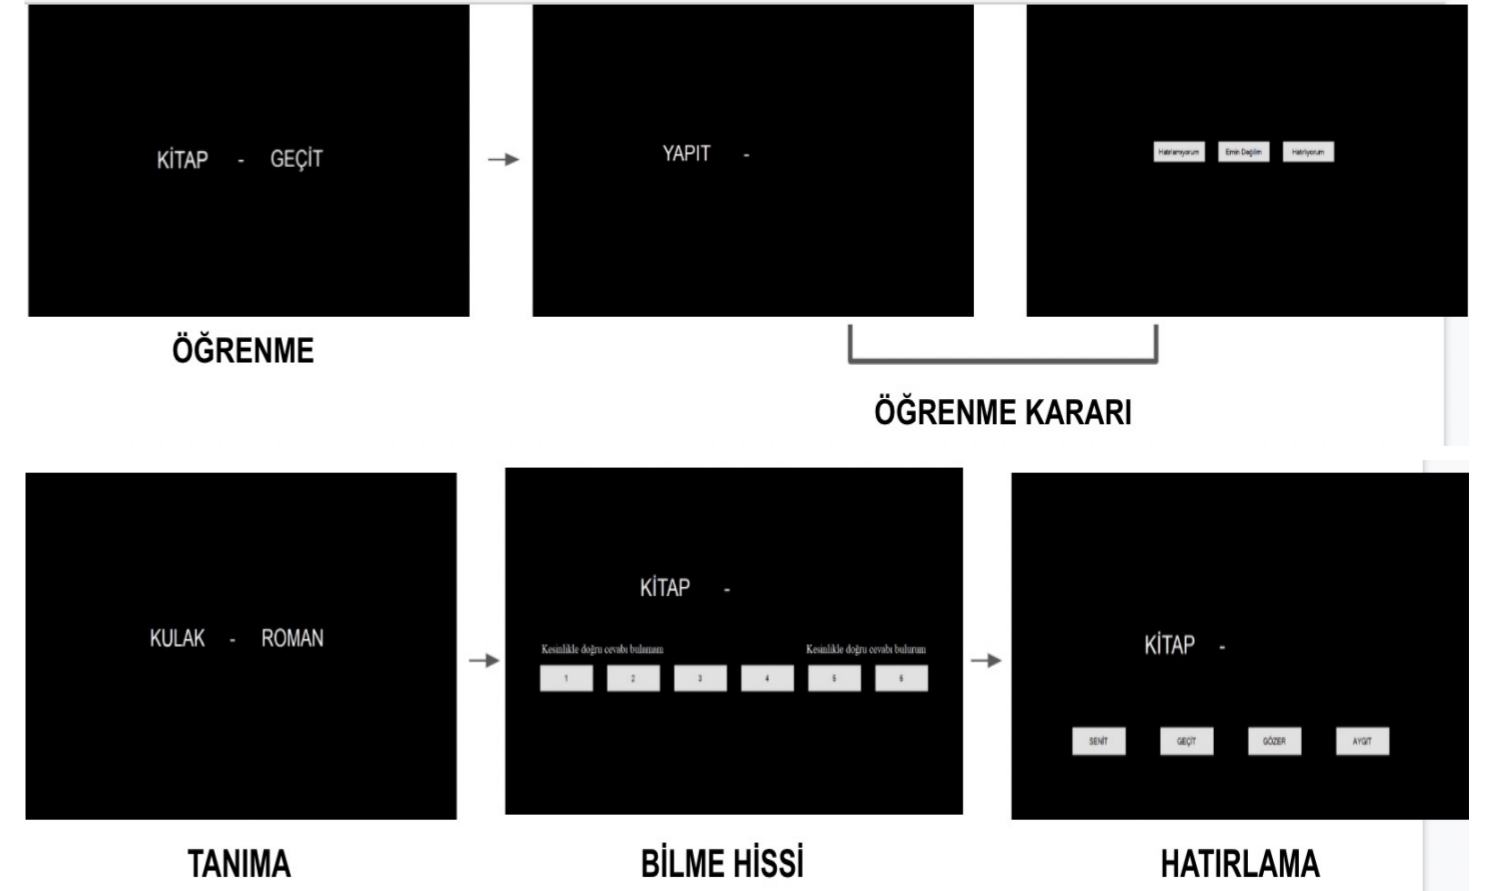 KİTAP - GEÇİT
YAPIT -
Hatırlamıyorum Emin Değilim Hatırlıyorum
ÖĞRENME
ÖĞRENME KARARI
KULAK - ROMAN
KİTAP -
Kesinlikle doğru cevabı bulamam Kesinlikle doğru cevabı bulurum
1 2 3 4 5 6
KİTAP -
SENİT GEÇİT GÖZER AYGIT
TANIMA
BİLME HİSSİ
HATIRLAMA